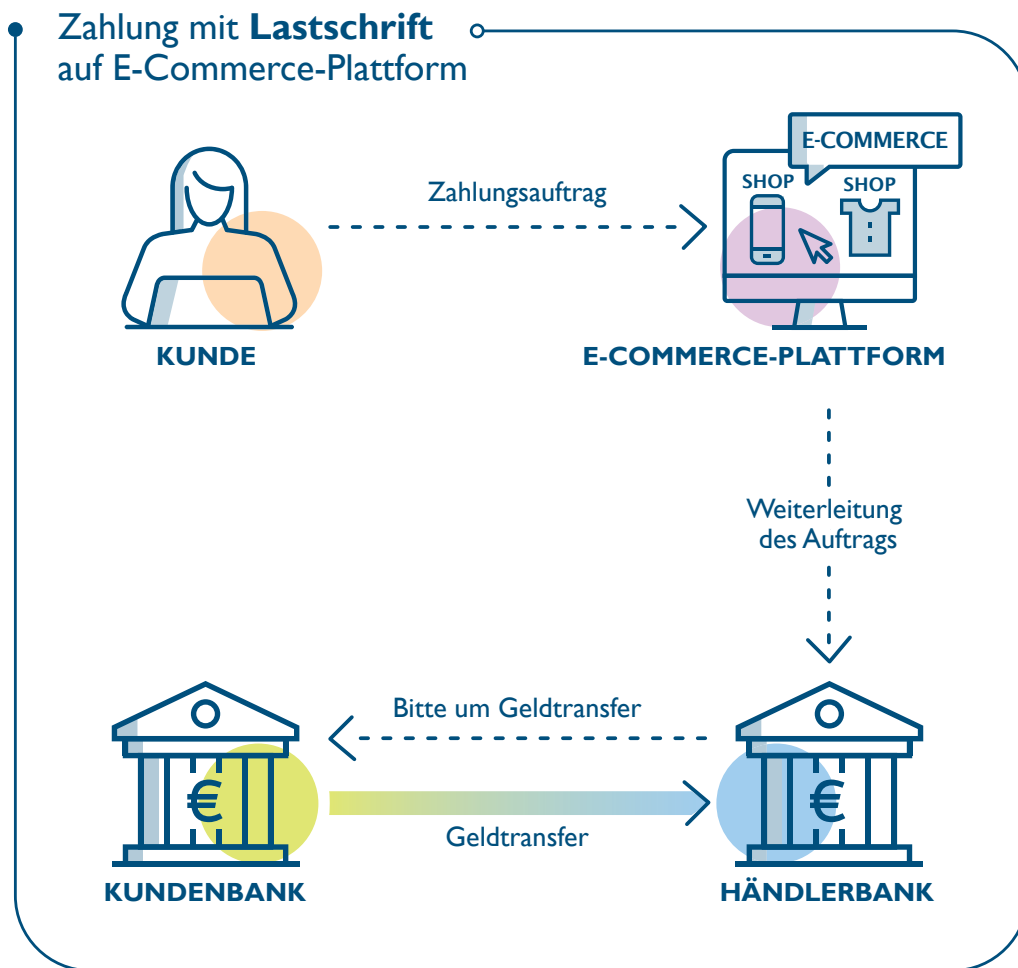 Zahlung mit Lastschrift
auf E-Commerce-Plattform
E-COMMERCE
SHOP
SHOP
Zahlungsauftrag
KUNDE
E-COMMERCE-PLATTFORM
Weiterleitung
des Auftrags
Bitte um Geldtransfer
€
€
Geldtransfer
KUNDENBANK
HÄNDLERBANK